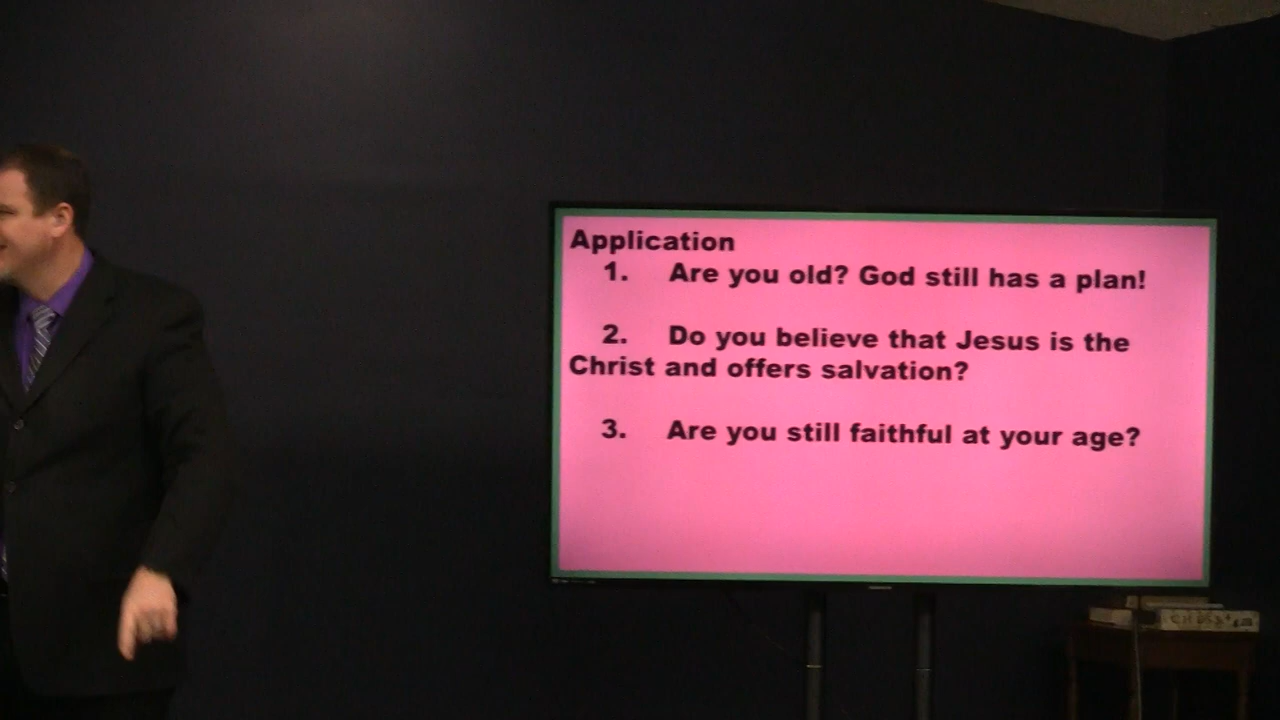 Application
1. Are you old? God still has a plan!
2. Do you believe that Jesus is the
Christ and offers salvation?
3. Are you still faithful at your age?